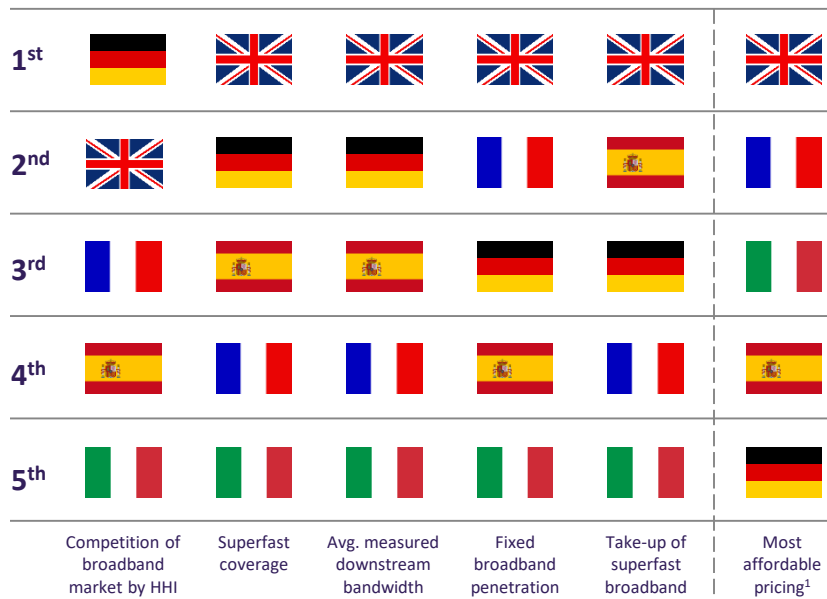 1st
2nd
3rd
4th
5th
Competition of
broadband
market by HHI
Superfast
coverage
Avg. measured
downstream
bandwidth
Fixed
broadband
penetration
Take-up of
superfast
broadband
Most
affordable
pricing1